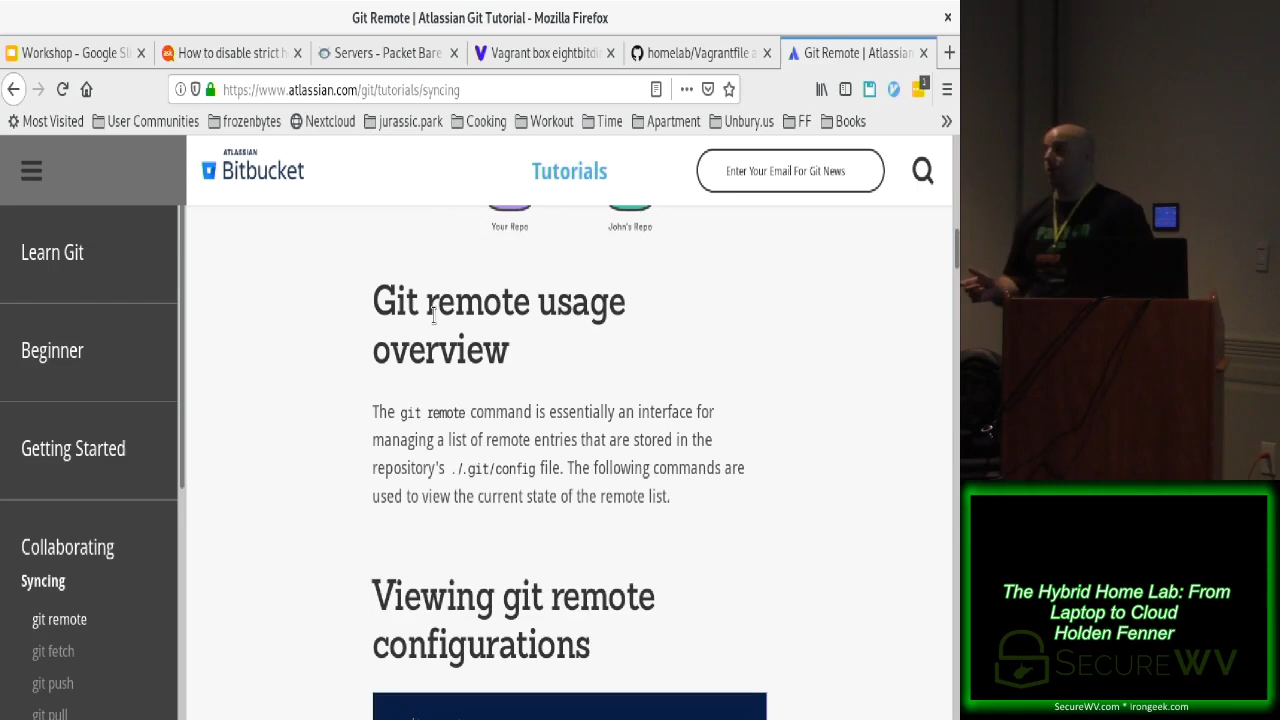 Git Remote | Atlassian Git Tutorial - Mozilla Firefox
Workshop - Google Sli
How to disable strict h
Servers - Packet Bare
Vagrant box eightbitdi
homelab/Vagrantfile a
Git Remote | Atlassian
https://www.atlassian.com/git/tutorials/syncing
1
Most Visited
User Communities
frozenbytes
Nextcloud
jurassic.park
Cooking
Workout
Time
Apartment
Unbury.us
FF
Books
ATLASSIAN
Bitbucket
Tutorials
Enter Your Email For Git News
Learn Git
Beginner
Getting Started
Collaborating
Syncing
git remote
git fetch
git push
git pull
Your Repo
John's Repo
Git remote usage
overview
The git remote command is essentially an interface for
managing a list of remote entries that are stored in the
repository's ./.git/config file. The following commands are
used to view the current state of the remote list.
Viewing git remote
configurations
The Hybrid Home Lab: From
Laptop to Cloud
Holden Fenner
SECUREWV
SecureWV.com * irongeek.com